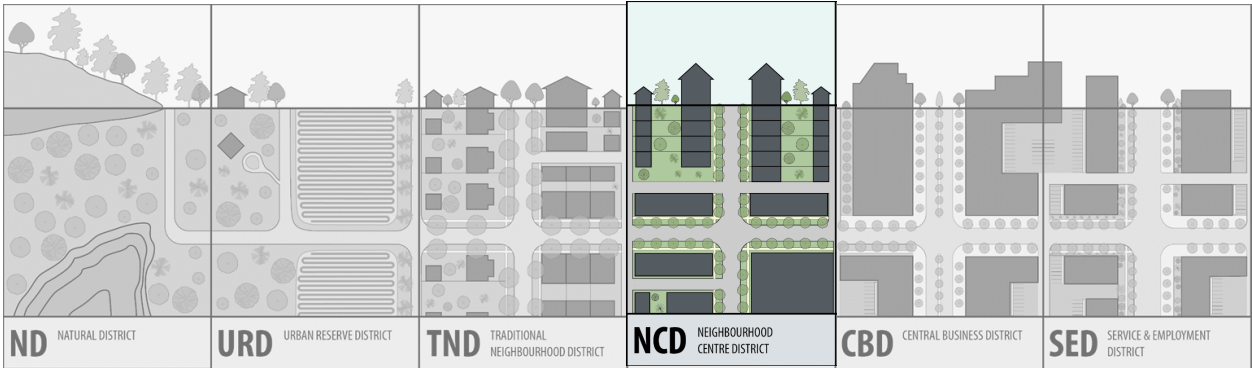 ND NATURAL DISTRICT
URD URBAN RESERVE DISTRICT
TND TRADITIONAL
NEIGHBOURHOOD DISTRICT
NCD NEIGHBOURHOOD
CENTRE DISTRICT
CBD CENTRAL BUSINESS DISTRICT
SED SERVICE & EMPLOYMENT
DISTRICT